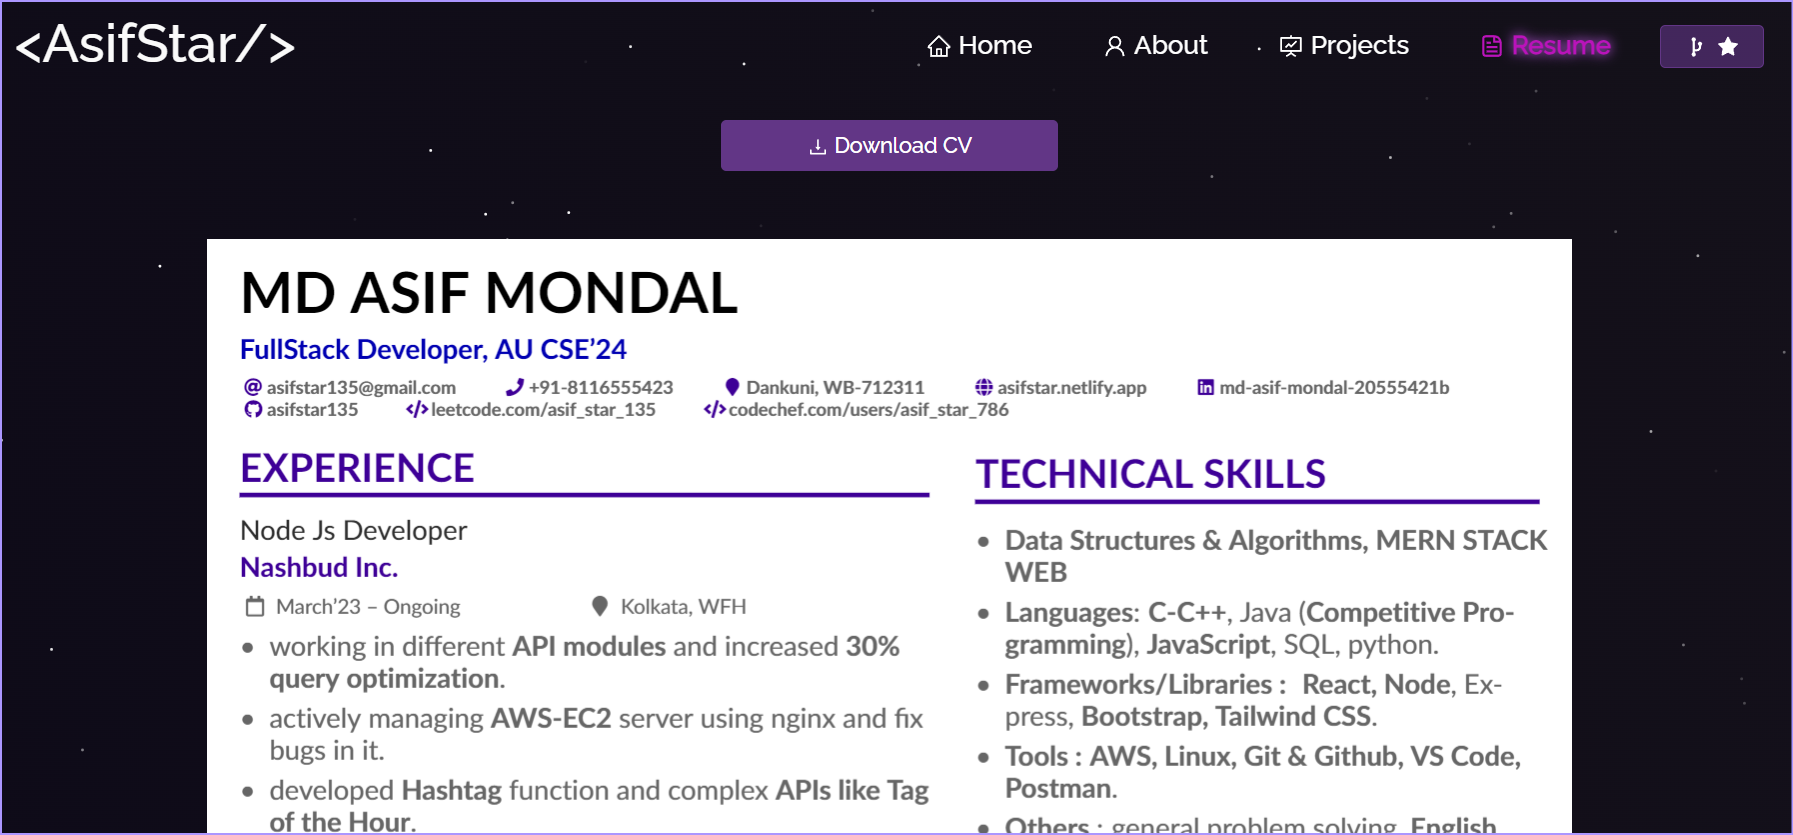 <AsifStar/>
Home
About
Projects
Resume
Download CV
MD ASIF MONDAL
FullStack Developer, AU CSE’24
asifstar135@gmail.com +91-8116555423 Dankuni, WB-712311 asifstar.netlify.app md-asif-mondal-20555421b
asifstar135 leetcode.com/asif_star_135 codechef.com/users/asif_star_786
EXPERIENCE
Node Js Developer
Nashbud Inc.
March’23 – Ongoing Kolkata, WFH
• working in different API modules and increased 30%
query optimization.
• actively managing AWS-EC2 server using nginx and fix
bugs in it.
• developed Hashtag function and complex APIs like Tag
of the Hour.
TECHNICAL SKILLS
• Data Structures & Algorithms, MERN STACK
WEB
• Languages: C-C++, Java (Competitive Pro-
gramming), JavaScript, SQL, python.
• Frameworks/Libraries : React, Node, Ex-
press, Bootstrap, Tailwind CSS.
• Tools : AWS, Linux, Git & Github, VS Code,
Postman.
• Others : general problem solving, English